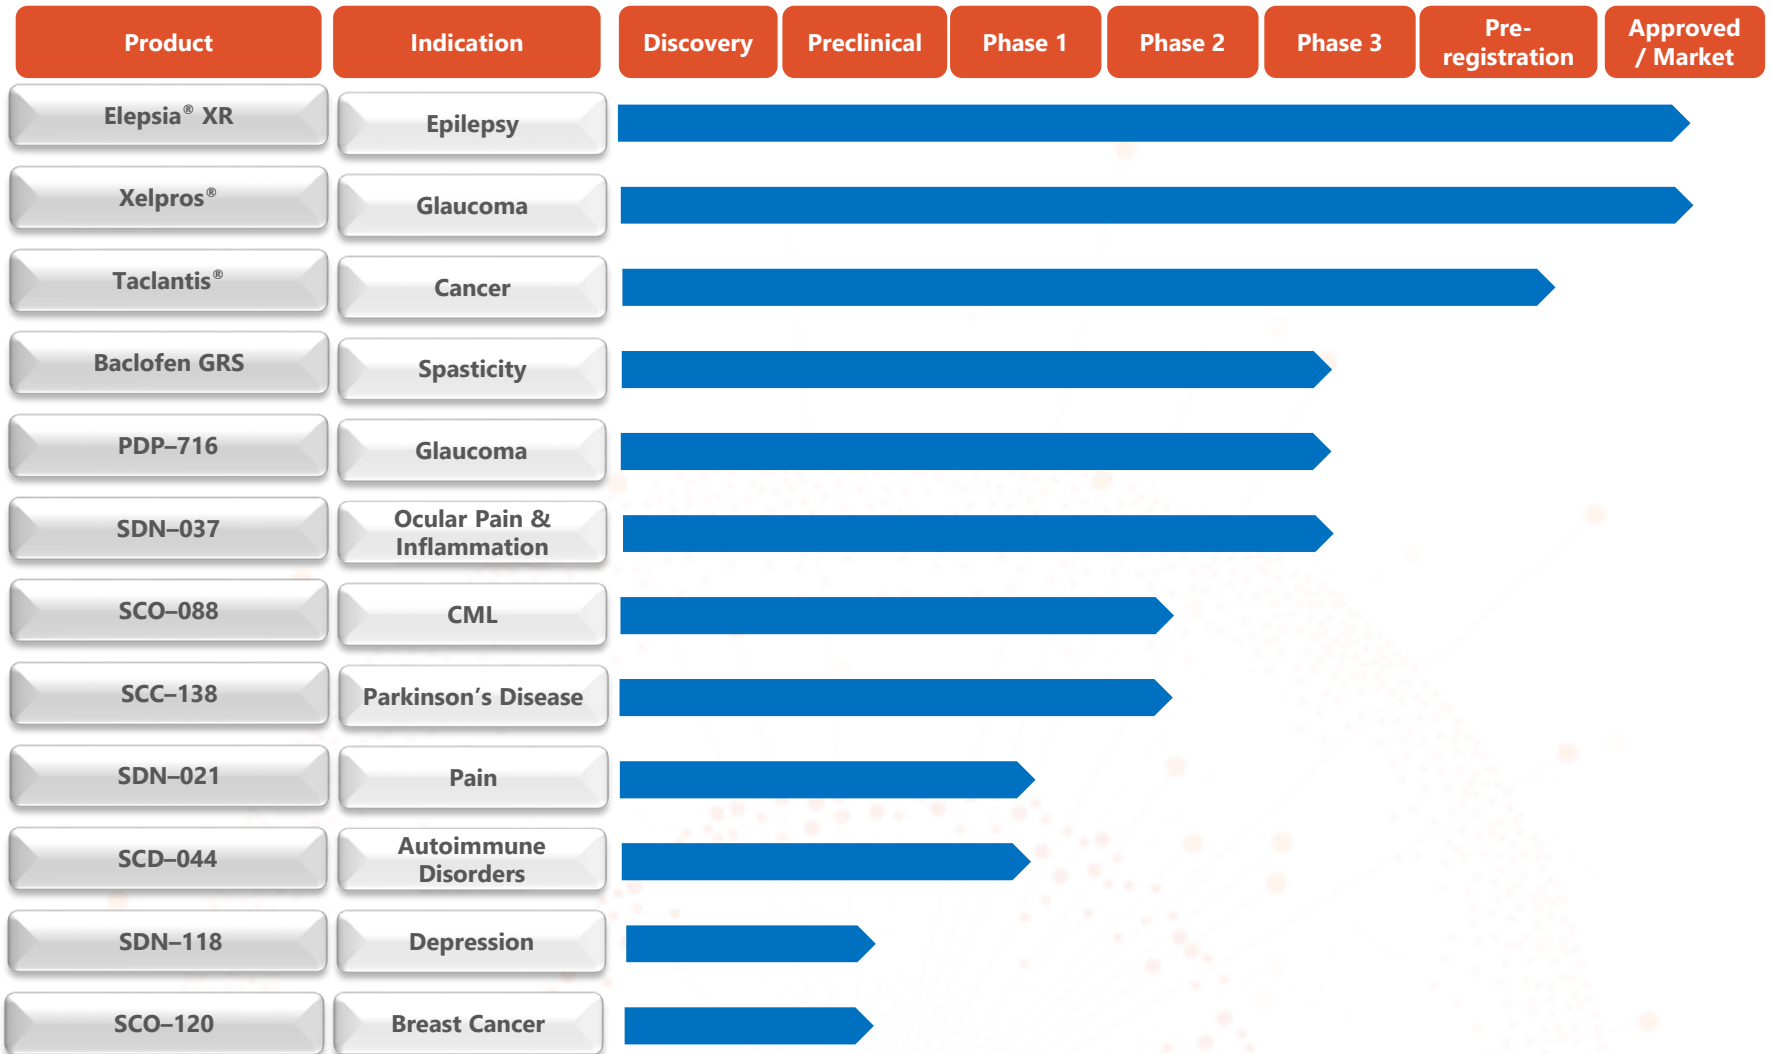 Product Indication Discovery Preclinical Phase 1 Phase 2 Phase 3 Pre-
registration Approved
/ Market
Elepsia® XR Epilepsy
Xelpros® Glaucoma
Taclantis® Cancer
Baclofen GRS Spasticity
PDP–716 Glaucoma
SDN–037 Ocular Pain &
Inflammation
SCO–088 CML
SCC–138 Parkinson’s Disease
SDN–021 Pain
SCD–044 Autoimmune
Disorders
SDN–118 Depression
SCO–120 Breast Cancer